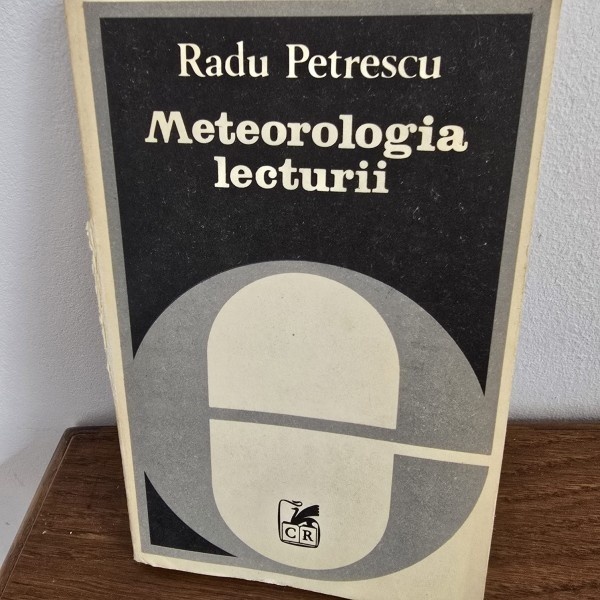 Radu Petrescu
Meteorologia
lecturii
CR